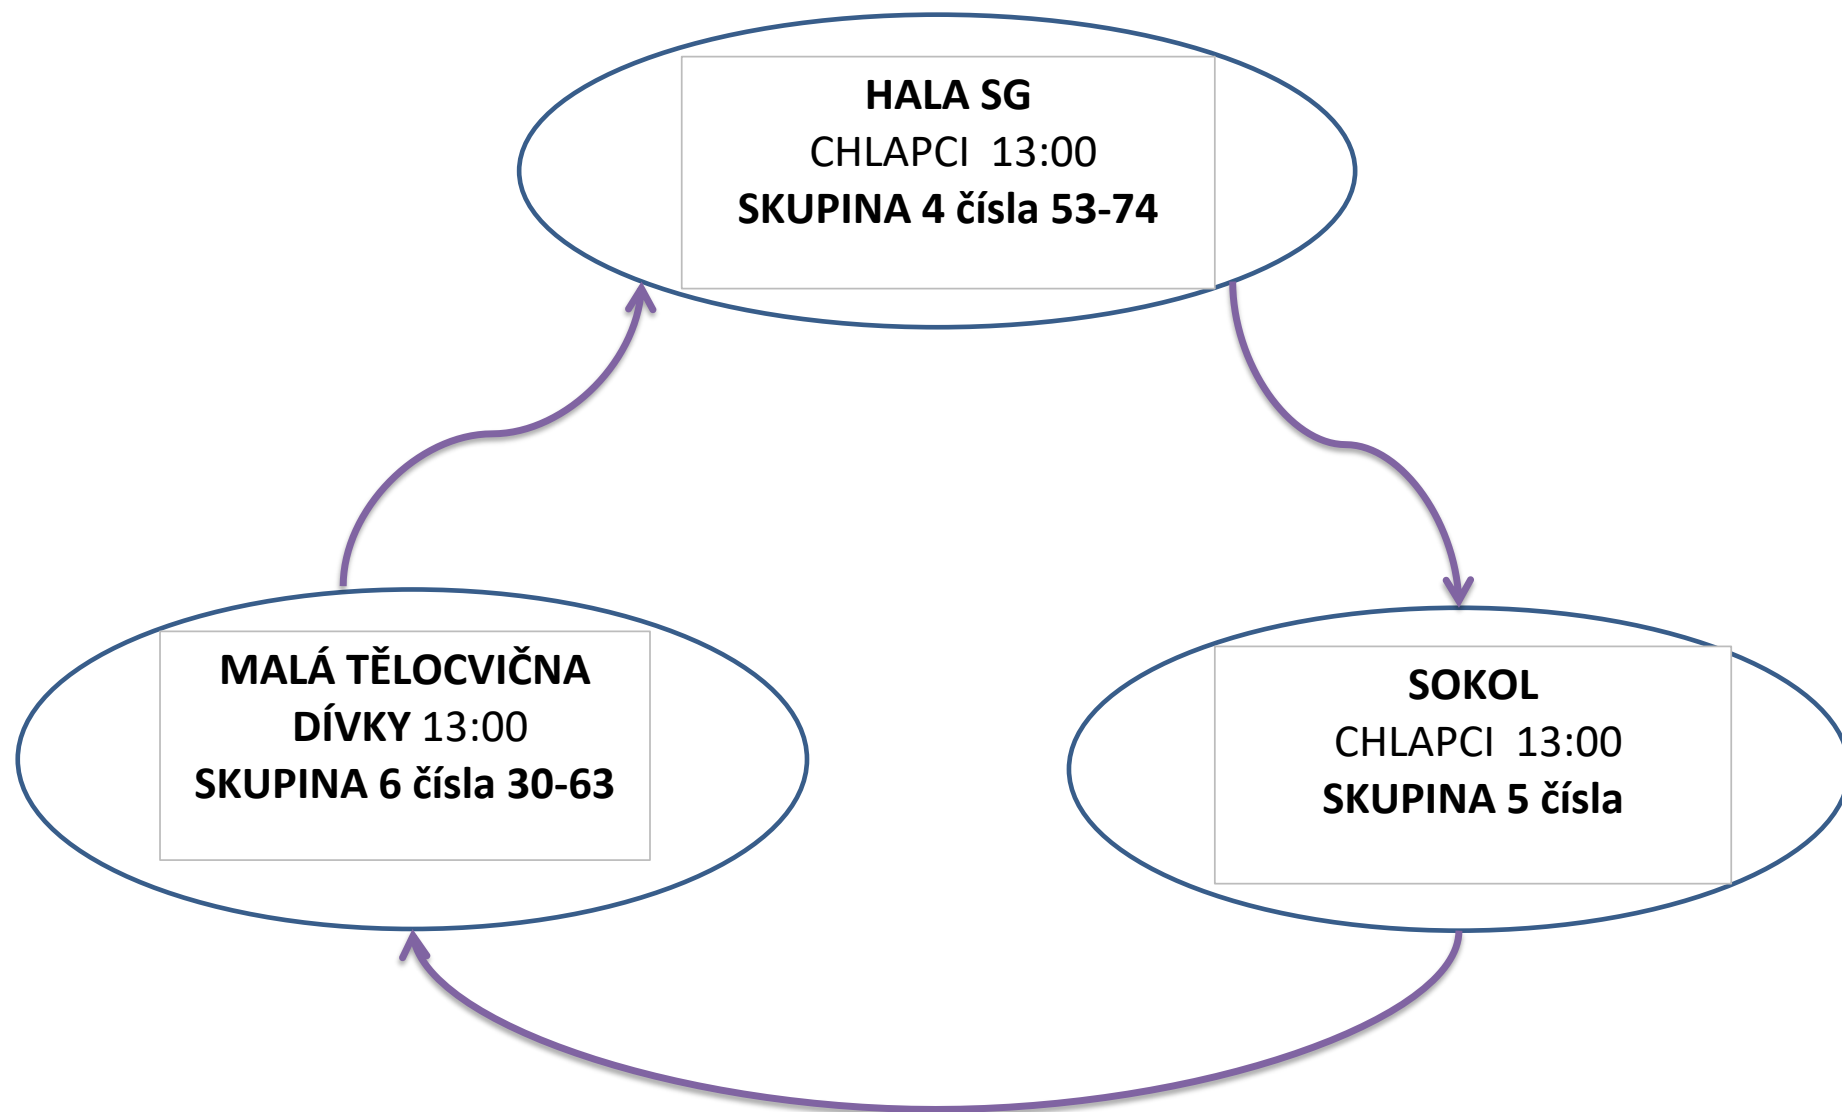 HALA SG
CHLAPCI 13:00
SKUPINA 4 čísla 53-74
MALÁ TĚLOCVIČNA
DÍVKY 13:00
SKUPINA 6 čísla 30-63
SOKOL
CHLAPCI 13:00
SKUPINA 5 čísla